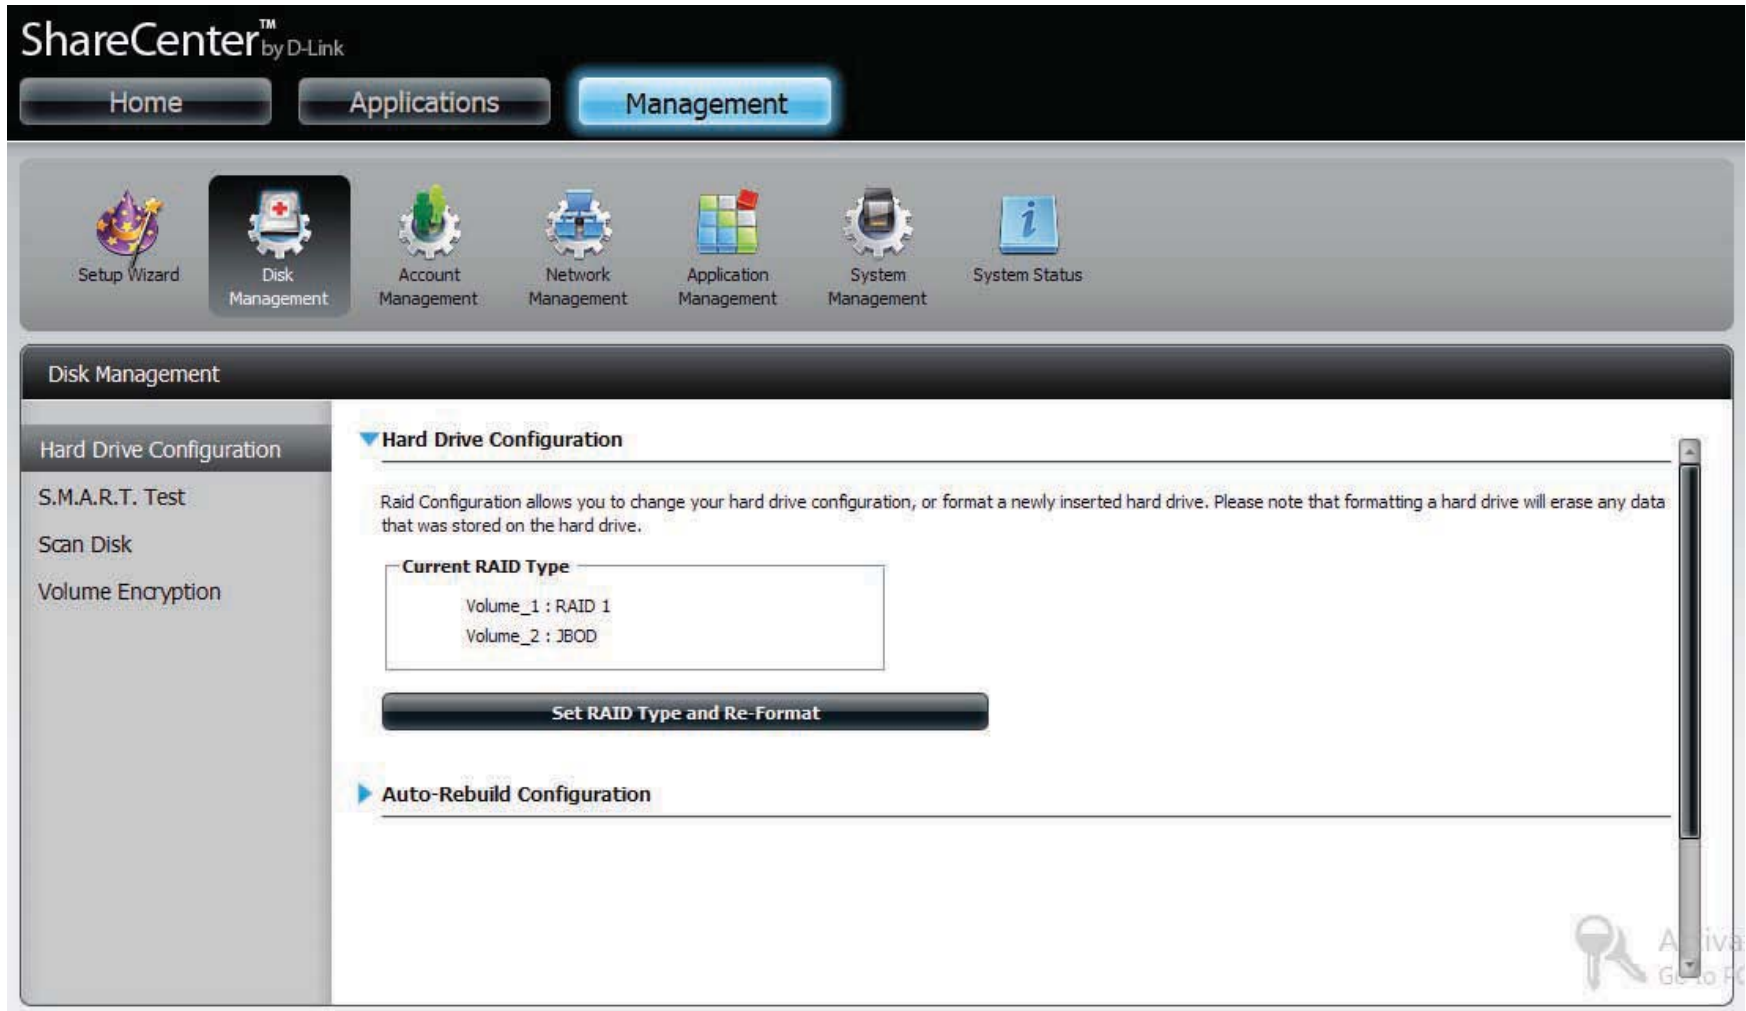 ShareCenter™ by D-Link
Home Applications Management
Setup Wizard Disk Management Account Management Network Management Application Management System Management System Status
Disk Management
Hard Drive Configuration
S.M.A.R.T. Test
Scan Disk
Volume Encryption
Hard Drive Configuration
Raid Configuration allows you to change your hard drive configuration, or format a newly inserted hard drive. Please note that formatting a hard drive will erase any data
that was stored on the hard drive.
Current RAID Type
Volume_1 : RAID 1
Volume_2 : JBOD
Set RAID Type and Re-Format
Auto-Rebuild Configuration